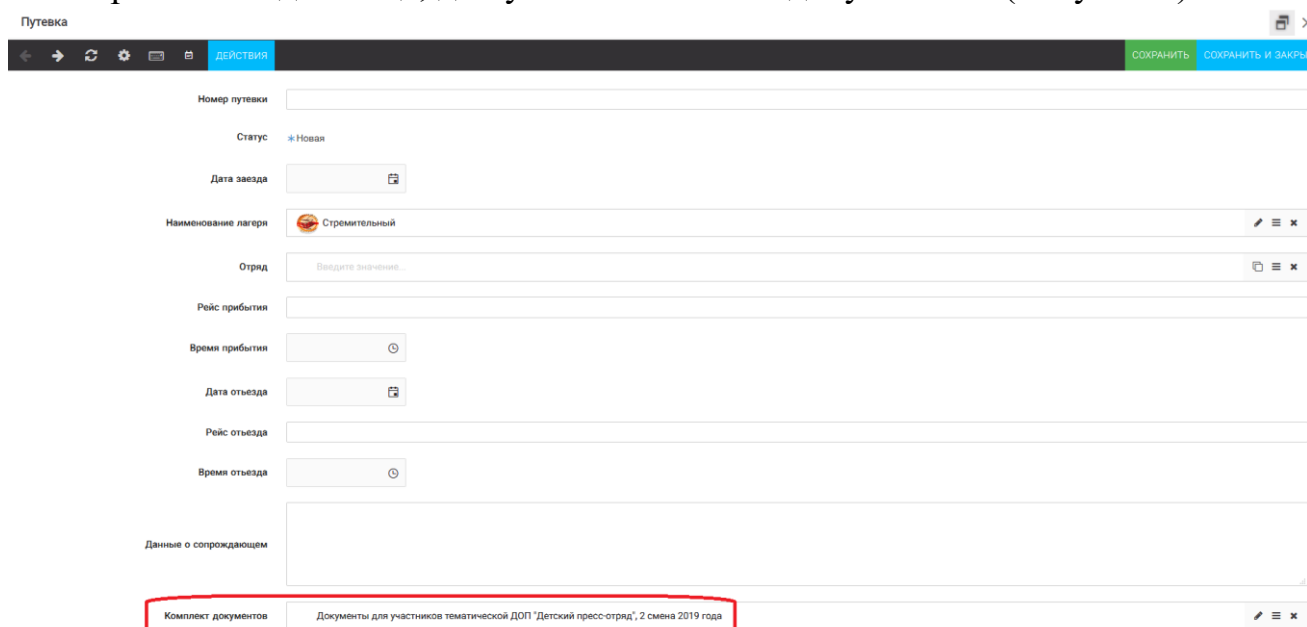 Путевка
ДЕЙСТВИЯ СОХРАНИТЬ СОХРАНИТЬ И ЗАКРЫ
Номер путевки
Статус Новая
Дата заезда
Наименование лагеря Стремительный
Отряд Введите значение...
Рейс прибытия
Время прибытия
Дата отъезда
Рейс отъезда
Время отъезда
Данные о сопрождающем
Комплект документов Документы для участников тематической ДОП "Детский пресс-отряд", 2 смена 2019 года